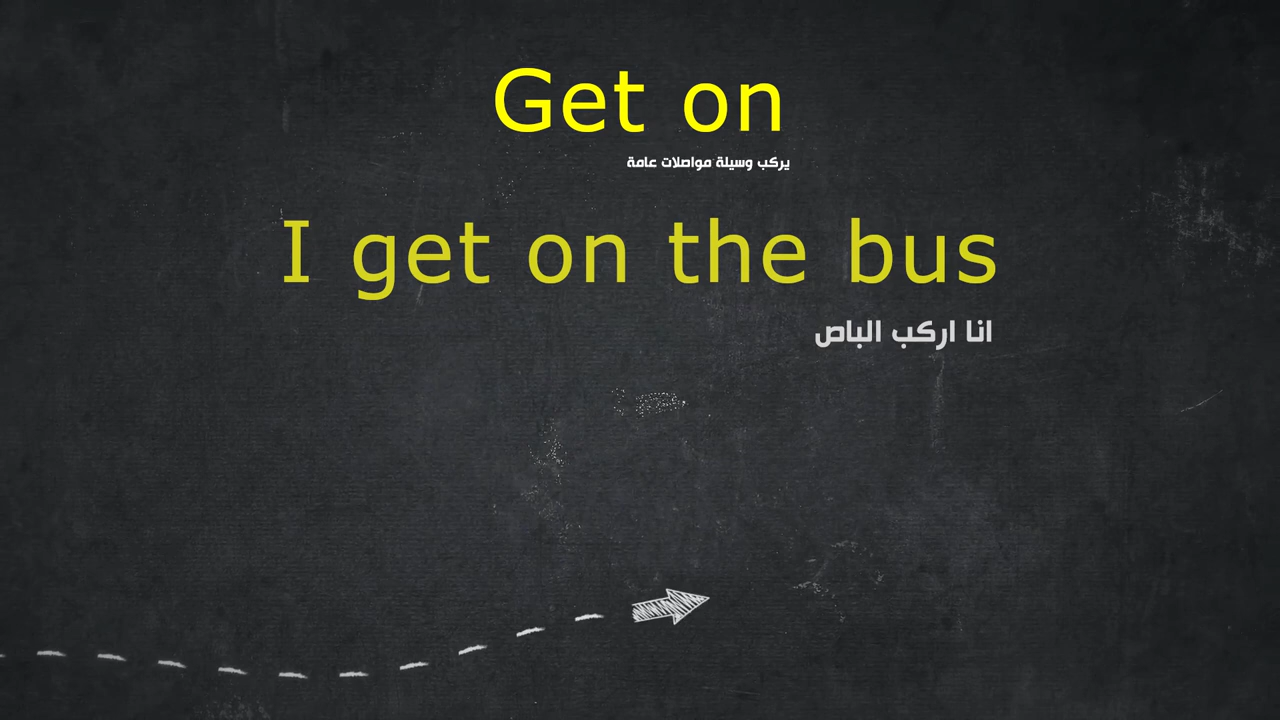 Get on
يركب وسيلة مواصلات عامة
I get on the bus
انا اركب الباص